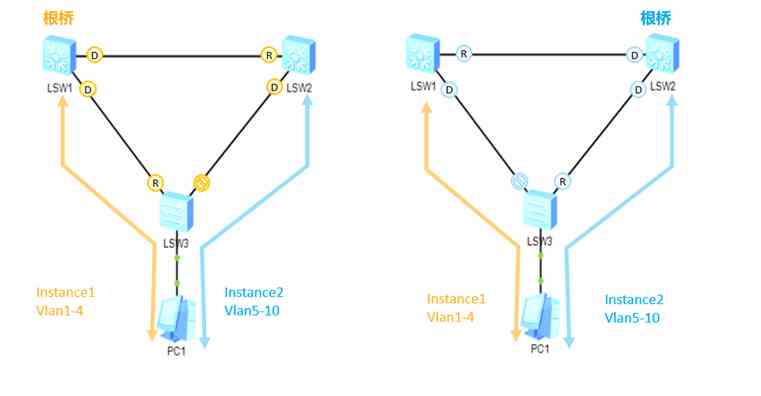 根桥
D
R
LSW1
D
D
LSW2
R
LSW3
Instance1
Vlan1-4
Instance2
Vlan5-10
PC1
根桥
R
D
LSW1
D
D
LSW2
R
LSW3
Instance1
Vlan1-4
Instance2
Vlan5-10
PC1